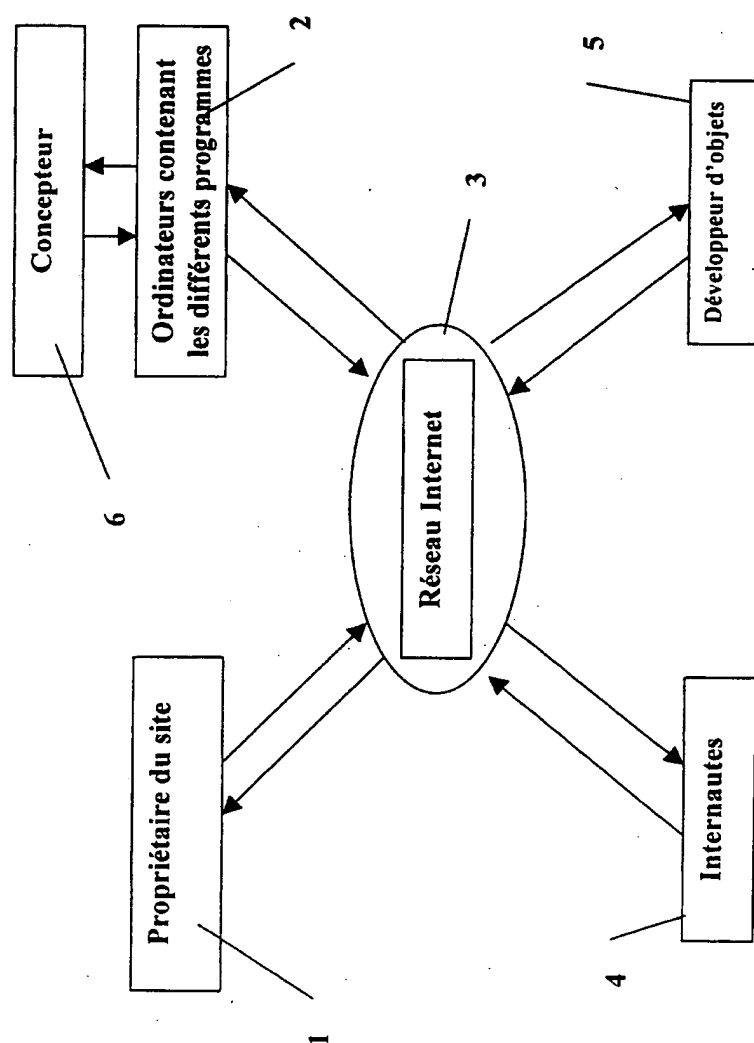 Concepteur
6
Propriétaire du site
Ordinateurs contenant
les différents programmes
1
2
Réseau Internet
3
4
5
Internautes
Développeur d'objets